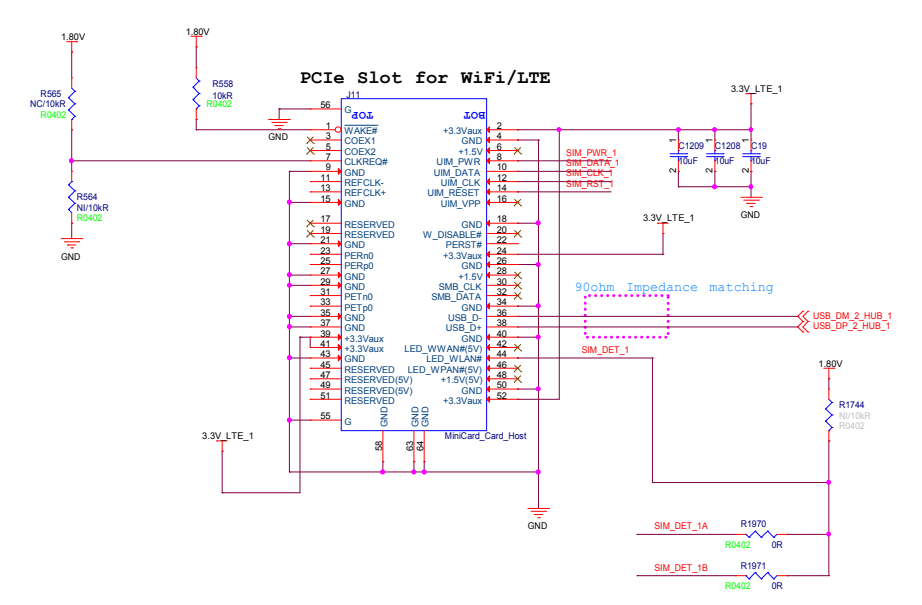 1.80V
1.80V
R565
NC/10kR
R0402
R558
10kR
R0402
R564
NI/10kR
R0402
GND
PCIe Slot for WiFi/LTE
J11
TOP
BOT
56 G
GND
1 WAKE# +3.3Vaux 2
3 COEX1 GND 4
5 COEX2 +1.5V 6
7 CLKREQ# UIM_PWR 8 SIM_PWR_1
9 GND UIM_DATA 10 SIM_DATA_1
11 REFCLK- UIM_CLK 12 SIM_CLK_1
13 REFCLK+ UIM_RESET 14 SIM_RST_1
15 GND UIM_VPP 16
17 RESERVED GND 18
19 RESERVED W_DISABLE# 20
21 GND PERST# 22
23 PERn0 +3.3Vaux 24
25 PERp0 GND 26
27 GND +1.5V 28
29 GND SMB_CLK 30
31 PETn0 SMB_DATA 32
33 PETp0 GND 34
35 GND USB_D- 36
37 GND USB_D+ 38
39 +3.3Vaux GND 40
41 +3.3Vaux LED_WWAN#(5V) 42
43 GND LED_WLAN# 44
45 RESERVED LED_WPAN#(5V) 46
47 RESERVED(5V) +1.5V(5V) 48
49 RESERVED(5V) GND 50
51 RESERVED +3.3Vaux 52
55 G
GND GND GND
58 63 64
MiniCard_Card_Host
GND
3.3V_LTE_1
3.3V_LTE_1
1 C1209 1 C1208 1 C19
10uF 10uF 10uF
2 2 2
GND
3.3V_LTE_1
90ohm Impedance matching
USB_DM_2_HUB_1
USB_DP_2_HUB_1
SIM_DET_1
1.80V
R1744
NI/10kR
R0402
SIM_DET_1A
R1970
R0402 0R
SIM_DET_1B
R1971
R0402 0R